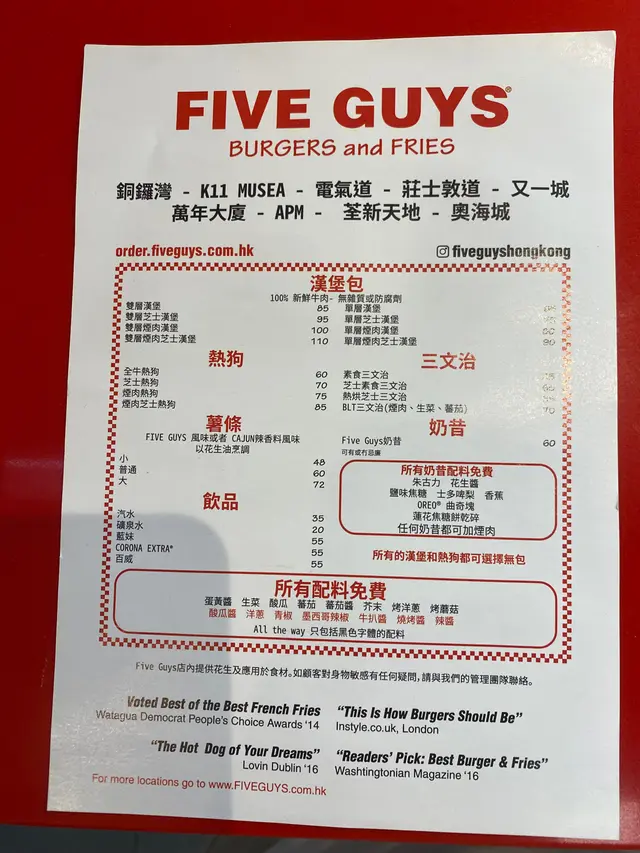 FIVE GUYS®
BURGERS and FRIES
銅鑼灣 - K11 MUSEA - 電氣道 - 莊士敦道 - 又一城
萬年大廈 - APM - 荃新天地 - 奧海城
order.fiveguys.com.hk
fiveguyshongkong
漢堡包
100% 新鮮牛肉- 無雜質或防腐劑
雙層漢堡 85
雙層芝士漢堡 95
雙層煙肉漢堡 100
雙層煙肉芝士漢堡 110
單層漢堡
單層芝士漢堡
單層煙肉漢堡
單層煙肉芝士漢堡 90
熱狗
全牛熱狗 60
芝士熱狗 70
煙肉熱狗 75
煙肉芝士熱狗 85
三文治
素食三文治
芝士素食三文治
熱烘芝士三文治
BLT三文治(煙肉、生菜、蕃茄) 70
薯條
FIVE GUYS 風味或者 CAJUN辣香料風味
以花生油烹調
小 48
普通 60
大 72
奶昔
Five Guys奶昔 60
可有或冇忌廉
所有奶昔配料免費
朱古力 花生醬
鹽味焦糖 士多啤梨 香蕉
OREO® 曲奇塊
蓮花焦糖餅乾碎
任何奶昔都可加煙肉
飲品
汽水 35
礦泉水 20
藍妹 55
CORONA EXTRA® 55
百威 55
所有的漢堡和熱狗都可選擇無包
所有配料免費
蛋黃醬 生菜 酸瓜 蕃茄 蕃茄醬 芥末 烤洋蔥 烤蘑菇
酸瓜醬 洋蔥 青椒 墨西哥辣椒 牛扒醬 燒烤醬 辣醬
All the way 只包括黑色字體的配料
Five Guys店內提供花生及應用於食材。如顧客對身物敏感有任何疑問，請與我們的管理團隊聯絡。
Voted Best of the Best French Fries
Watagua Democrat People's Choice Awards '14
"This Is How Burgers Should Be"
Instyle.co.uk, London
"The Hot Dog of Your Dreams"
Lovin Dublin '16
"Readers' Pick: Best Burger & Fries"
Washtingtonian Magazine '16
For more locations go to www.FIVEGUYS.com.hk